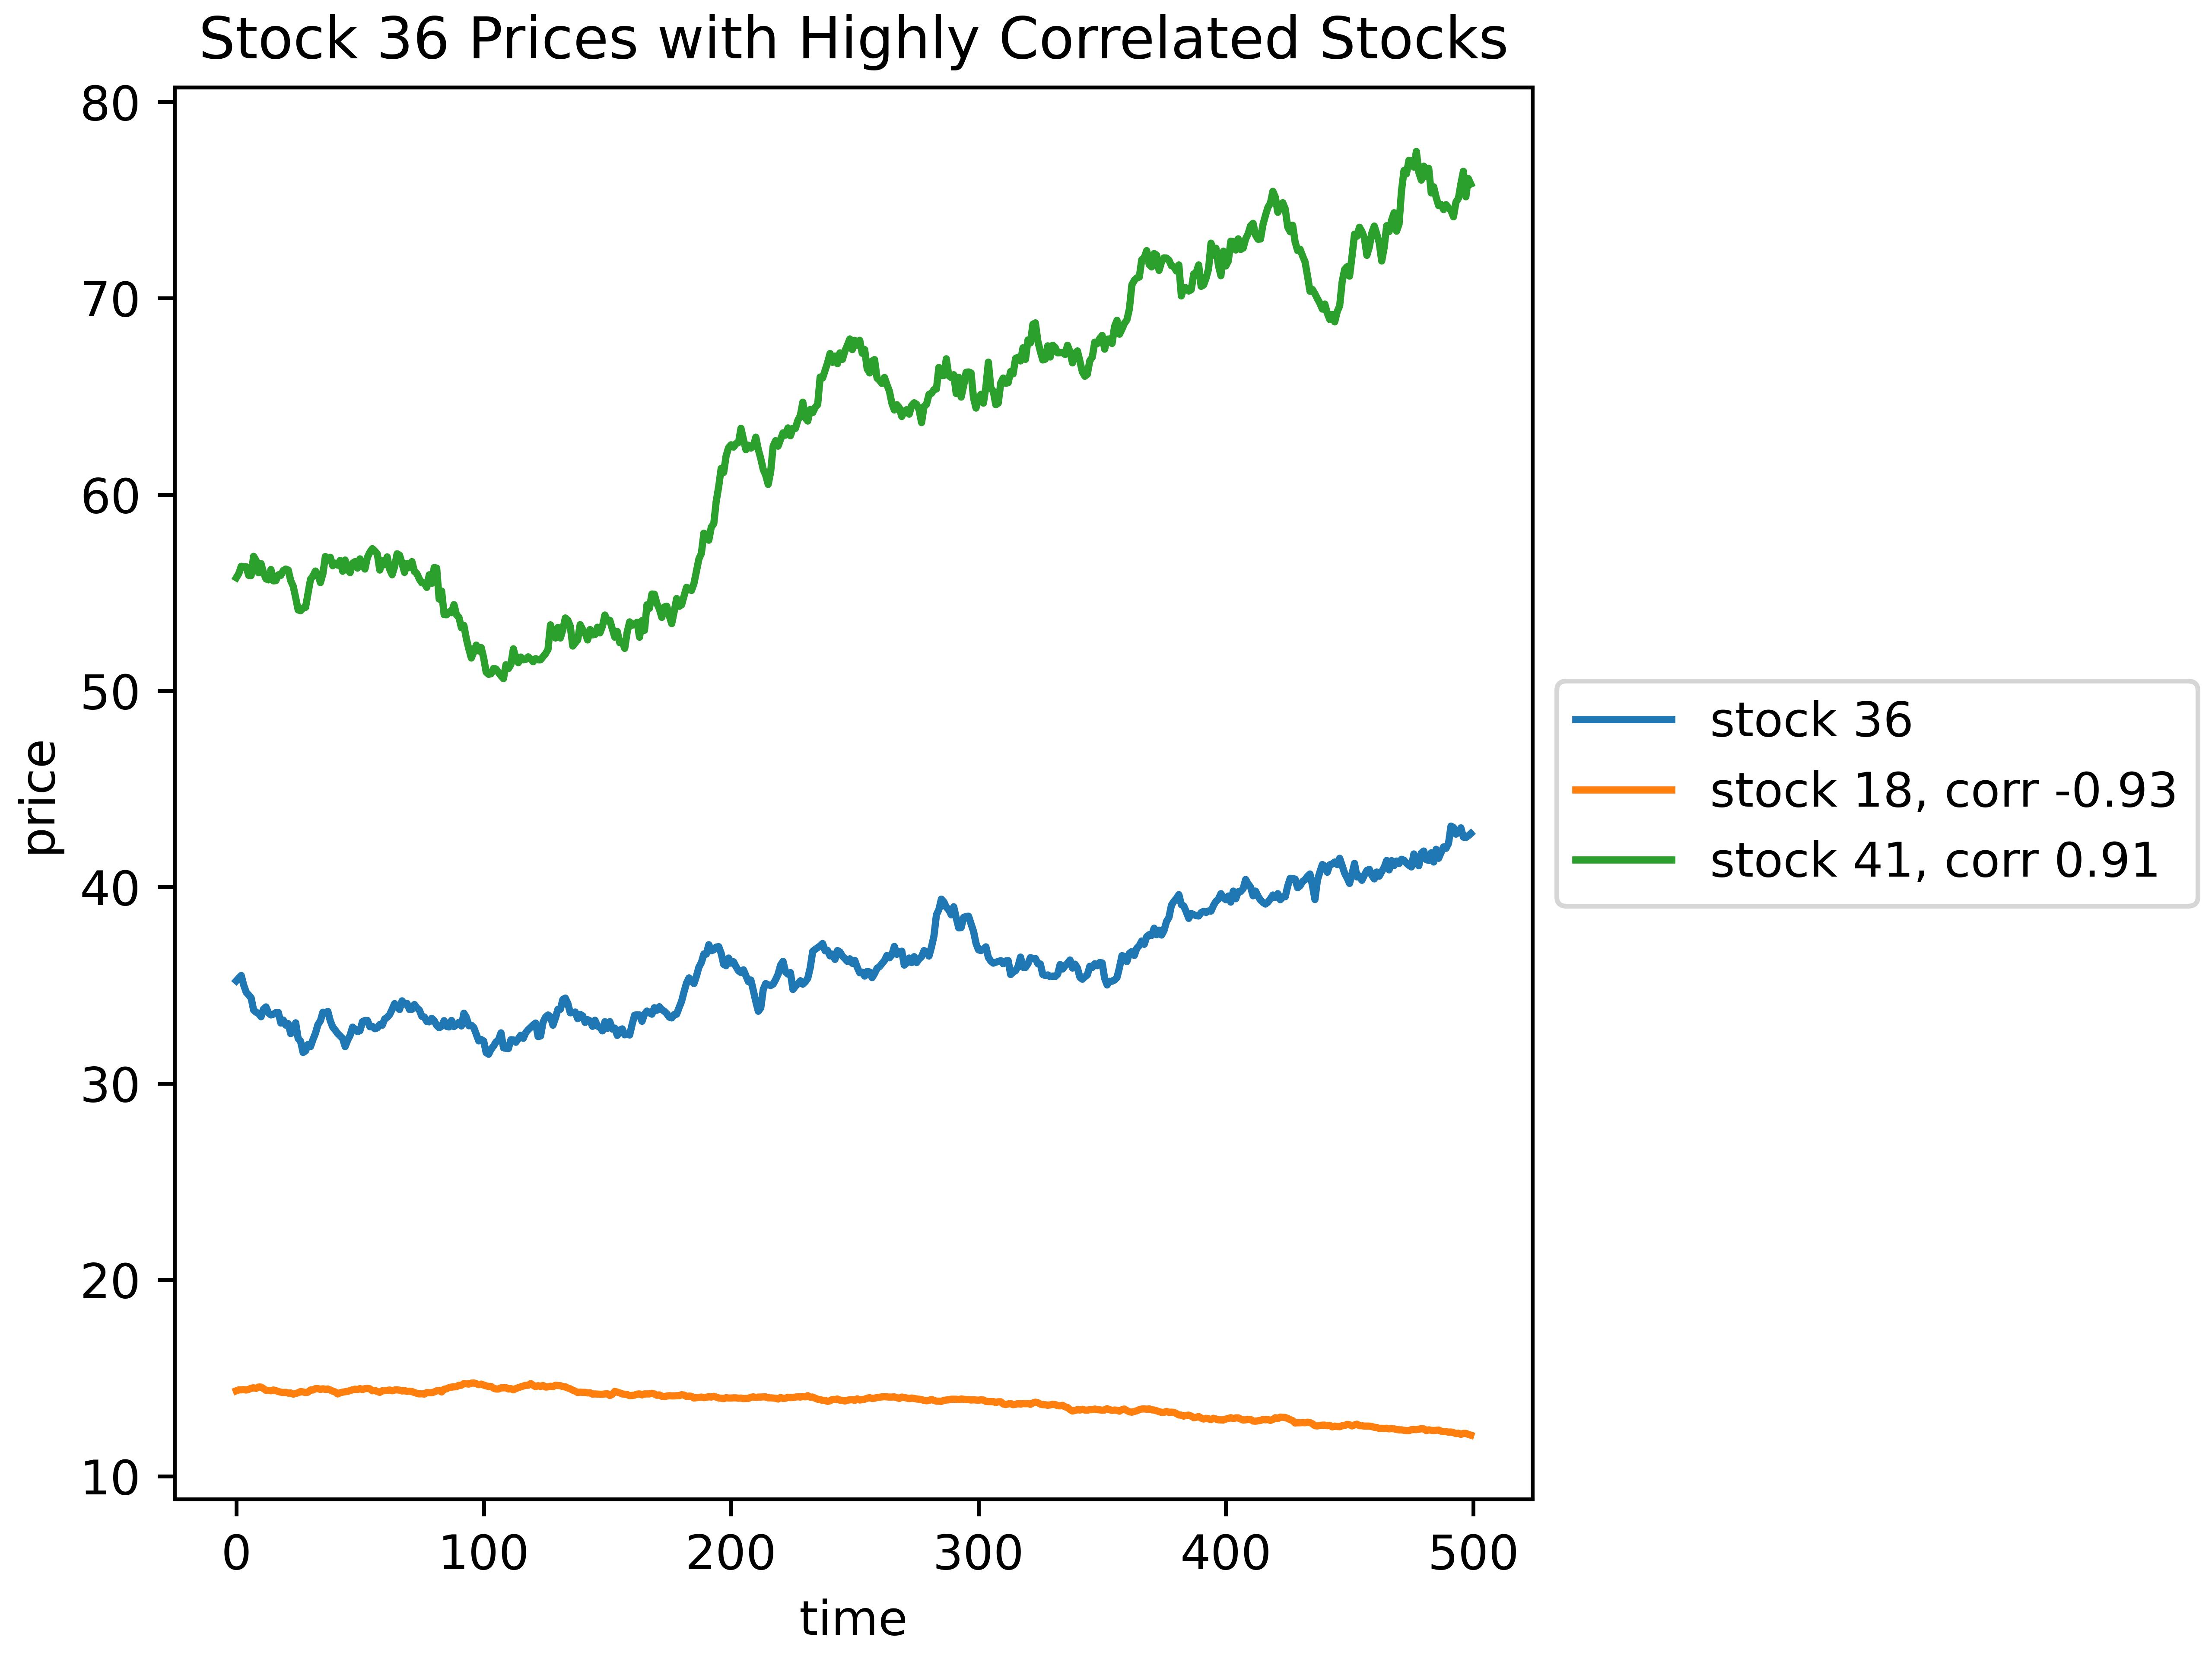 Stock 36 Prices with Highly Correlated Stocks
80
70
60
50
40
30
20
10
price
0 100 200 300 400 500
time
stock 36
stock 18, corr -0.93
stock 41, corr 0.91